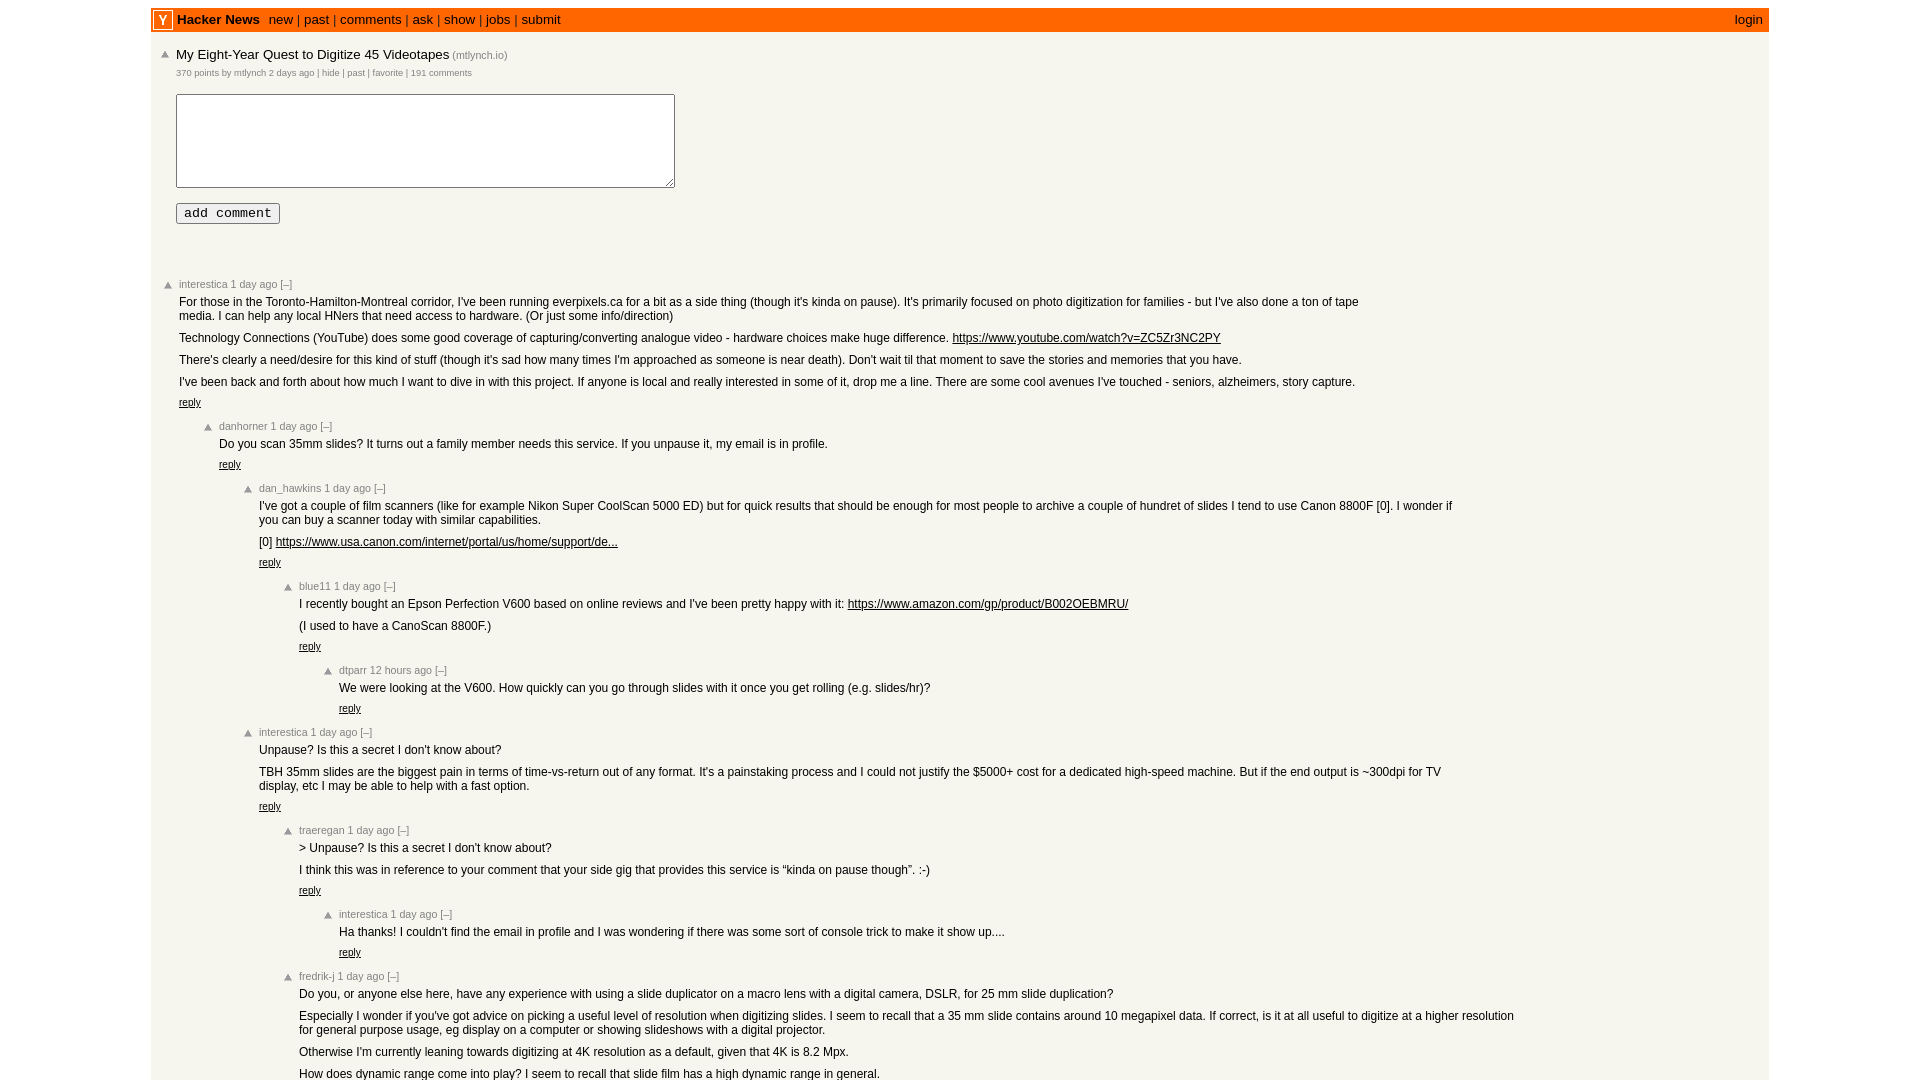 Y Hacker News new | past | comments | ask | show | jobs | submit login
My Eight-Year Quest to Digitize 45 Videotapes (mtlynch.io)
370 points by mtlynch 2 days ago | hide | past | favorite | 191 comments
add comment
interestica 1 day ago [–]
For those in the Toronto-Hamilton-Montreal corridor, I've been running everpixels.ca for a bit as a side thing (though it's kinda on pause). It's primarily focused on photo digitization for families - but I've also done a ton of tape
media. I can help any local HNers that need access to hardware. (Or just some info/direction)
Technology Connections (YouTube) does some good coverage of capturing/converting analogue video - hardware choices make huge difference. https://www.youtube.com/watch?v=ZC5Zr3NC2PY
There's clearly a need/desire for this kind of stuff (though it's sad how many times I'm approached as someone is near death). Don't wait til that moment to save the stories and memories that you have.
I've been back and forth about how much I want to dive in with this project. If anyone is local and really interested in some of it, drop me a line. There are some cool avenues I've touched - seniors, alzheimers, story capture.
reply
danhorner 1 day ago [–]
Do you scan 35mm slides? It turns out a family member needs this service. If you unpause it, my email is in profile.
reply
dan_hawkins 1 day ago [–]
I've got a couple of film scanners (like for example Nikon Super CoolScan 5000 ED) but for quick results that should be enough for most people to archive a couple of hundret of slides I tend to use Canon 8800F [0]. I wonder if
you can buy a scanner today with similar capabilities.
[0] https://www.usa.canon.com/internet/portal/us/home/support/de...
reply
blue11 1 day ago [–]
I recently bought an Epson Perfection V600 based on online reviews and I've been pretty happy with it: https://www.amazon.com/gp/product/B002OEBMRU/
(I used to have a CanoScan 8800F.)
reply
dtparr 12 hours ago [–]
We were looking at the V600. How quickly can you go through slides with it once you get rolling (e.g. slides/hr)?
reply
interestica 1 day ago [–]
Unpause? Is this a secret I don't know about?
TBH 35mm slides are the biggest pain in terms of time-vs-return out of any format. It's a painstaking process and I could not justify the $5000+ cost for a dedicated high-speed machine. But if the end output is ~300dpi for TV
display, etc I may be able to help with a fast option.
reply
traeregan 1 day ago [–]
> Unpause? Is this a secret I don't know about?
I think this was in reference to your comment that your side gig that provides this service is “kinda on pause though”. :-)
reply
interestica 1 day ago [–]
Ha thanks! I couldn't find the email in profile and I was wondering if there was some sort of console trick to make it show up....
reply
fredrik-j 1 day ago [–]
Do you, or anyone else here, have any experience with using a slide duplicator on a macro lens with a digital camera, DSLR, for 25 mm slide duplication?
Especially I wonder if you've got advice on picking a useful level of resolution when digitizing slides. I seem to recall that a 35 mm slide contains around 10 megapixel data. If correct, is it at all useful to digitize at a higher resolution
for general purpose usage, eg display on a computer or showing slideshows with a digital projector.
Otherwise I'm currently leaning towards digitizing at 4K resolution as a default, given that 4K is 8.2 Mpx.
How does dynamic range come into play? I seem to recall that slide film has a high dynamic range in general.